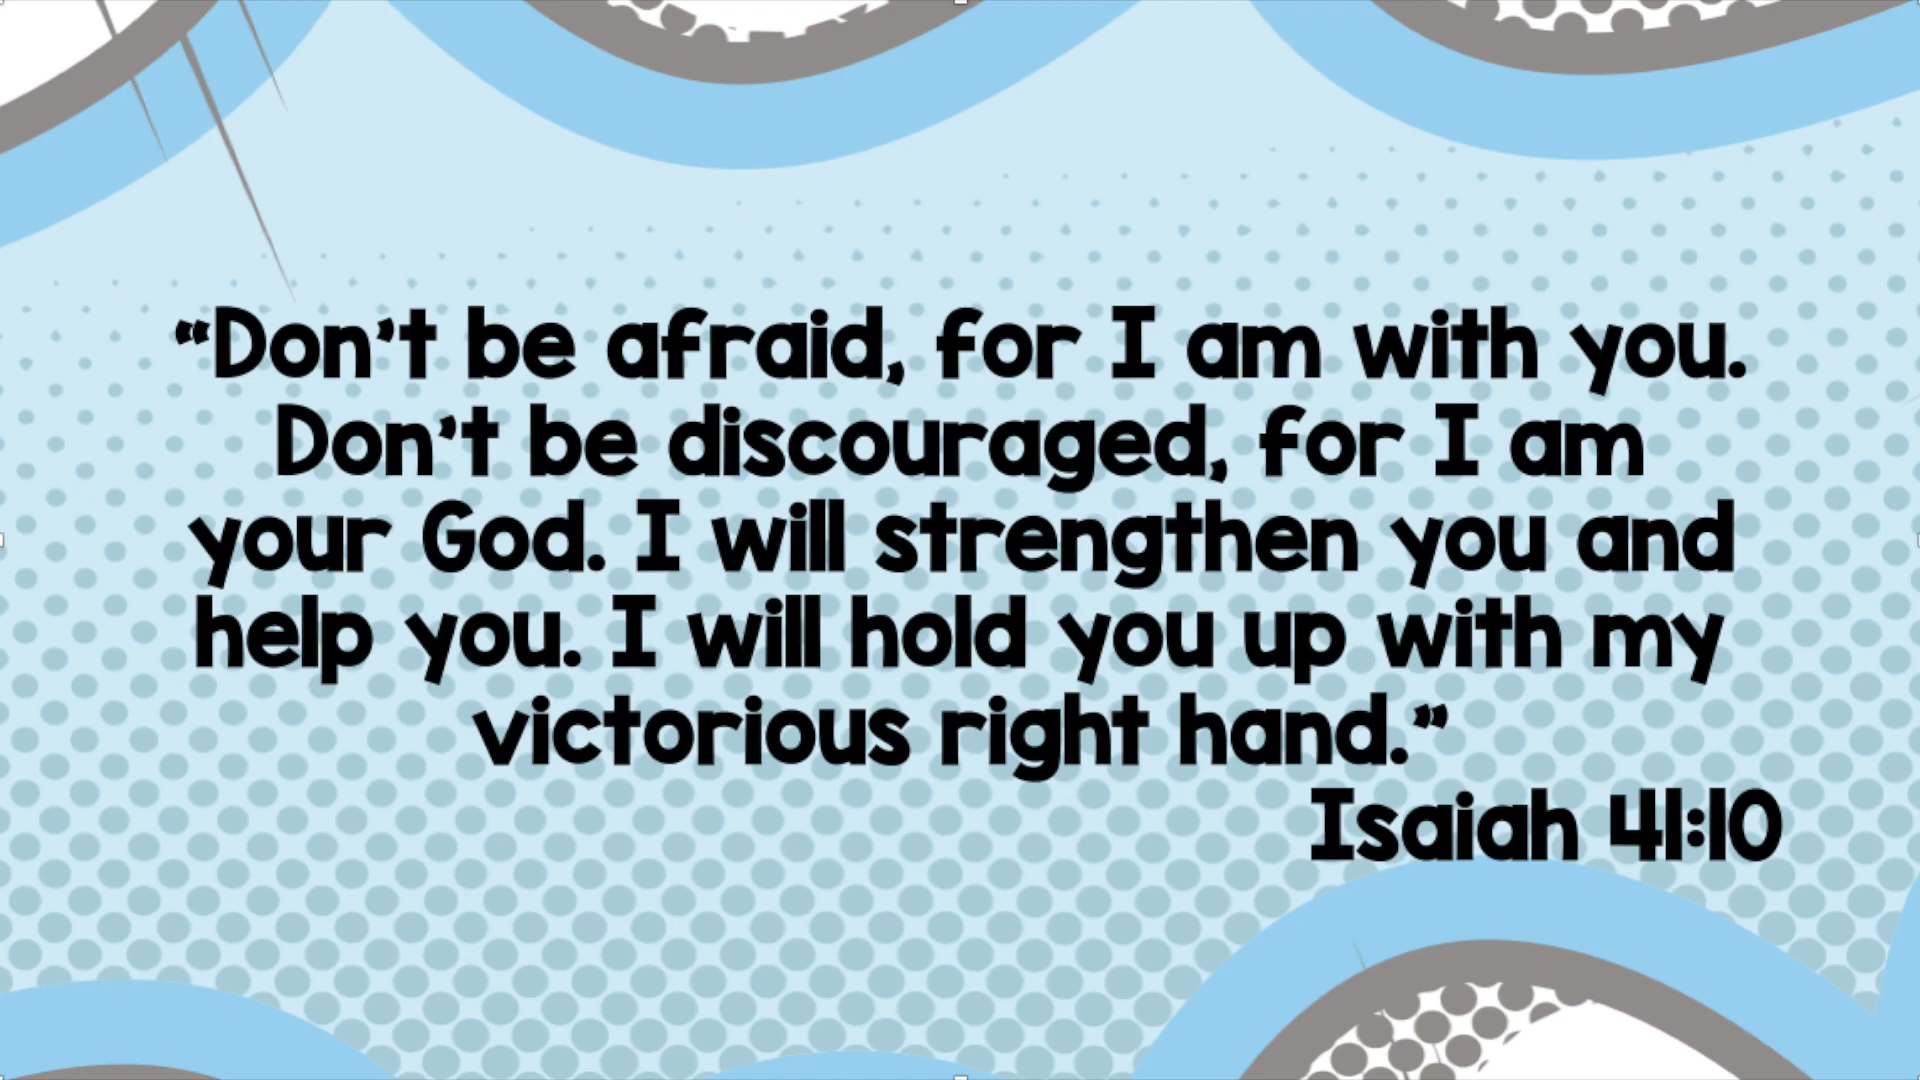 “Don’t be afraid, for I am with you.
Don’t be discouraged, for I am
your God. I will strengthen you and
help you. I will hold you up with my
victorious right hand.”
Isaiah 41:10